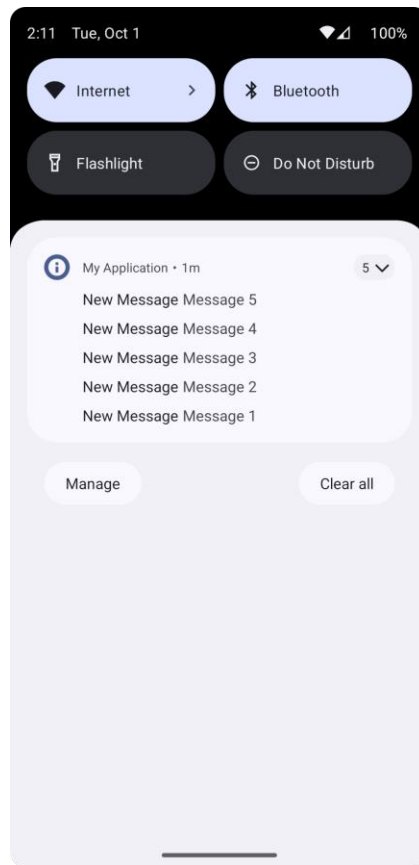 2:11 Tue, Oct 1 100%
Internet Bluetooth
Flashlight Do Not Disturb
My Application • 1m 5
New Message Message 5
New Message Message 4
New Message Message 3
New Message Message 2
New Message Message 1
Manage Clear all